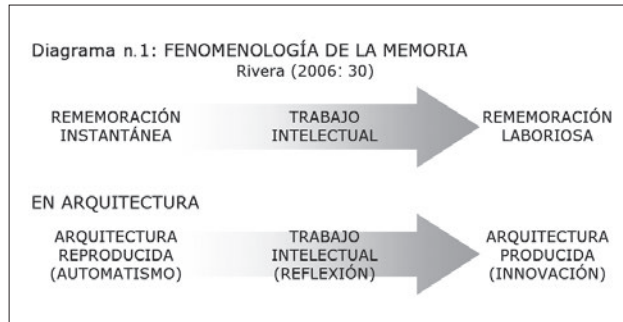 Diagrama n.1: FENOMENOLOGÍA DE LA MEMORIA
Rivera (2006: 30)
REMEMORACIÓN
INSTANTÁNEA
TRABAJO
INTELECTUAL
REMEMORACIÓN
LABORIOSA
EN ARQUITECTURA
ARQUITECTURA
REPRODUCIDA
(AUTOMATISMO)
TRABAJO
INTELECTUAL
(REFLEXIÓN)
ARQUITECTURA
PRODUCIDA
(INNOVACIÓN)